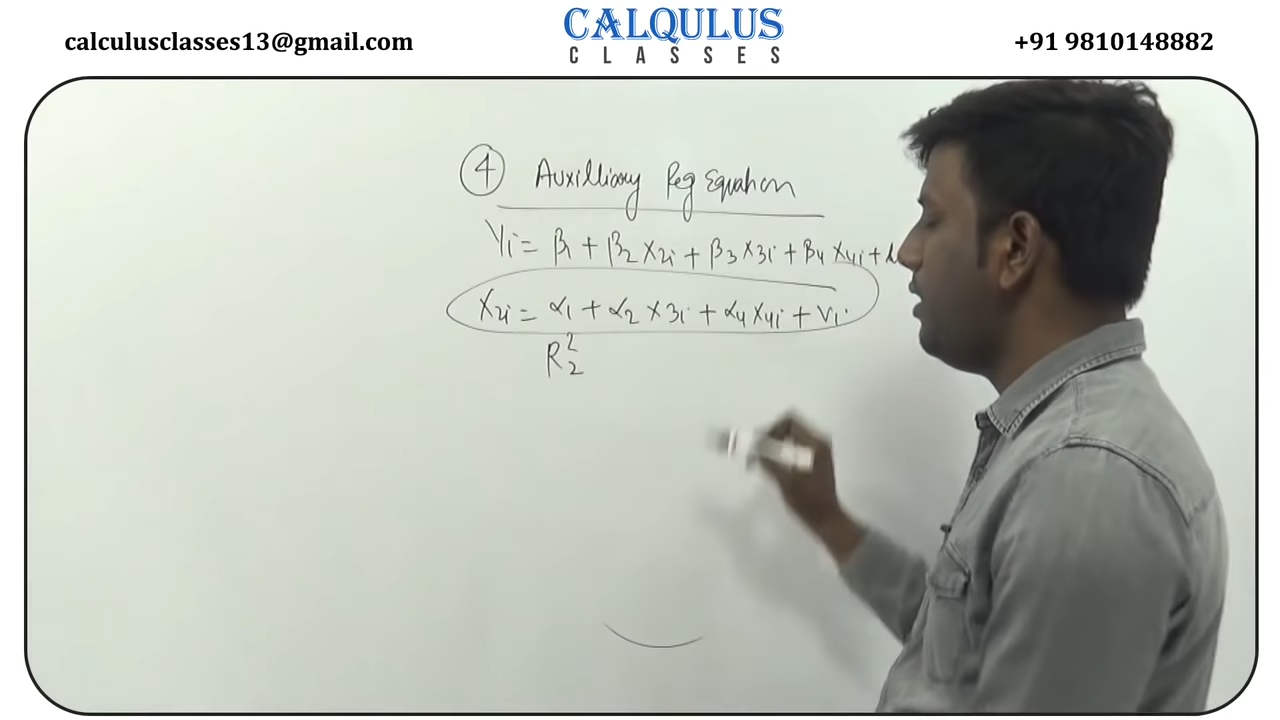 calculusclasses13@gmail.com
CALQULUS
CLASSES
+91 9810148882
④ Auxilliary Reg Equation
Yi = β1 + β2 X2i + β3 X3i + β4 X4i +
X2i = α1 + α2 X3i + α4 X4i + Vi
R²₂